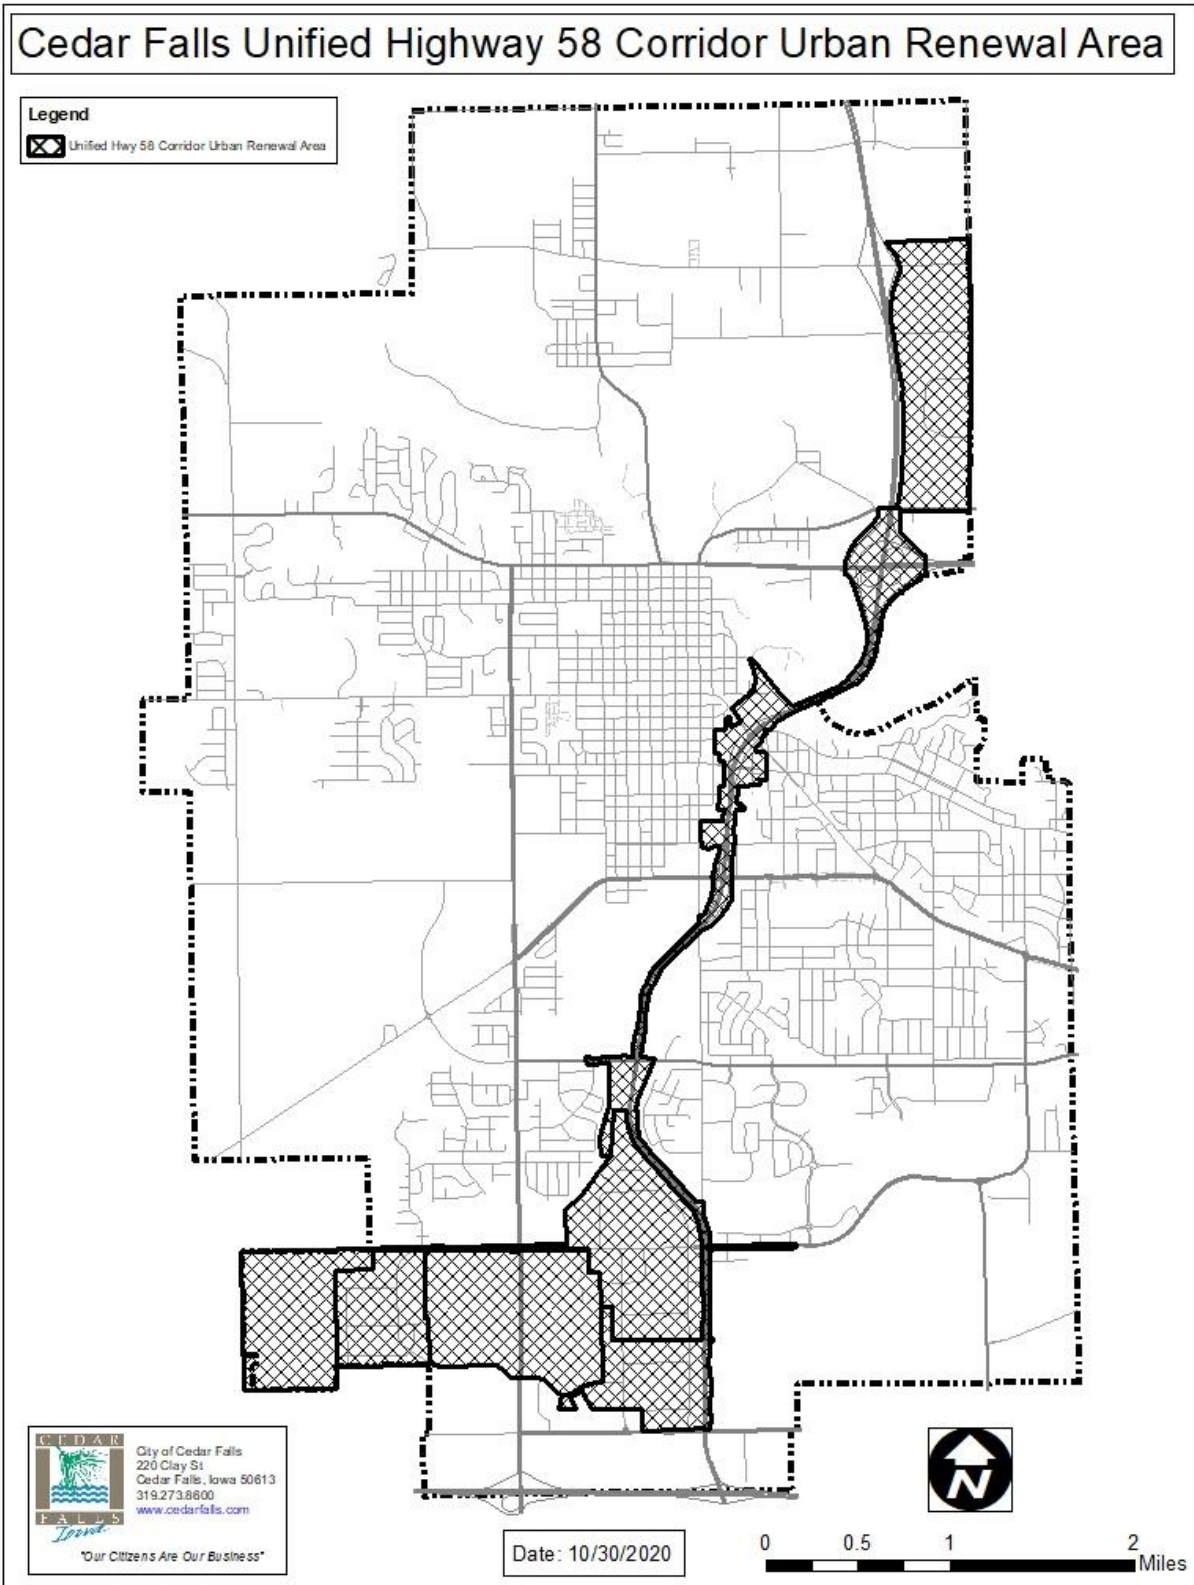 Cedar Falls Unified Highway 58 Corridor Urban Renewal Area
Legend
Unified Hwy 58 Corridor Urban Renewal Area
CEDAR
FALLS
Iowa
City of Cedar Falls
220 Clay St
Cedar Falls, Iowa 50613
319.273.8600
www.cedarfalls.com
"Our Citizens Are Our Business"
Date: 10/30/2020
N
0 0.5 1 2
Miles